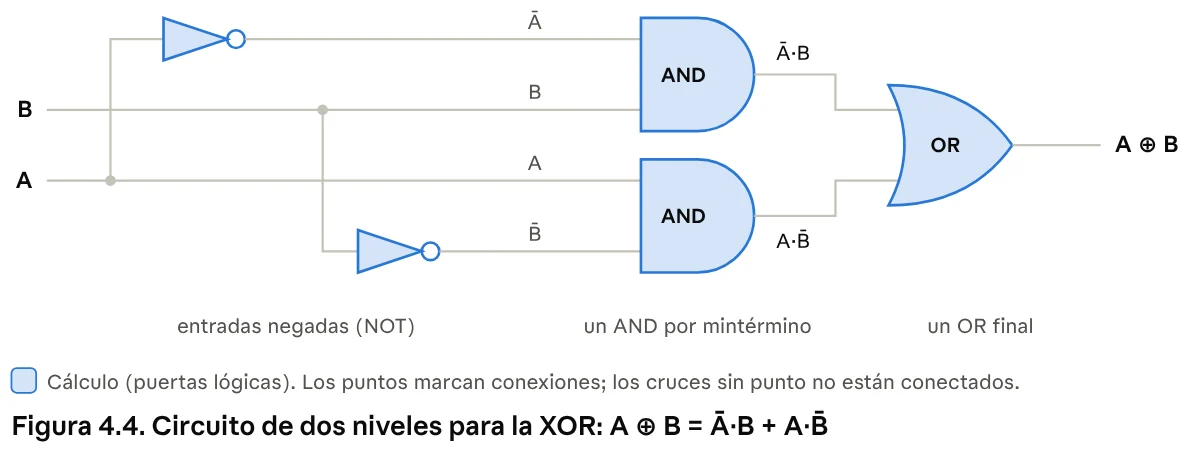 Ā
AND
Ā·B
B
B
OR
A ⊕ B
A
A
AND
B̄
A·B̄
entradas negadas (NOT)
un AND por mintérmino
un OR final
Cálculo (puertas lógicas). Los puntos marcan conexiones; los cruces sin punto no están conectados.
Figura 4.4. Circuito de dos niveles para la XOR: A ⊕ B = Ā·B + A·B̄